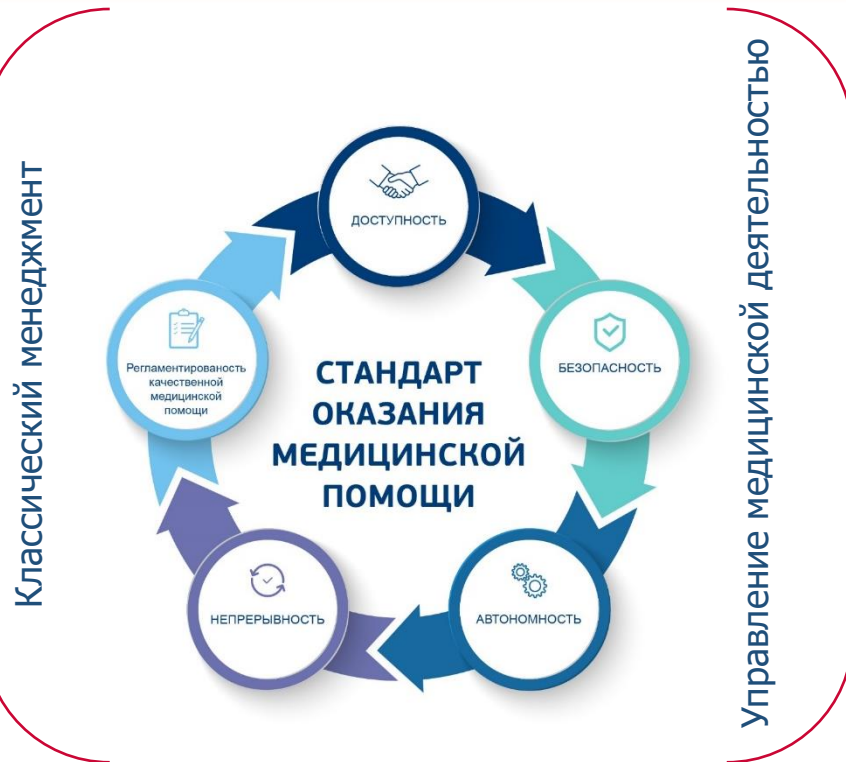 Классический менеджмент
ДОСТУПНОСТЬ
БЕЗОПАСНОСТЬ
АВТОНОМНОСТЬ
НЕПРЕРЫВНОСТЬ
Регламентированость
качественной
медицинской
помощи
СТАНДАРТ
ОКАЗАНИЯ
МЕДИЦИНСКОЙ
ПОМОЩИ
Управление медицинской деятельностью